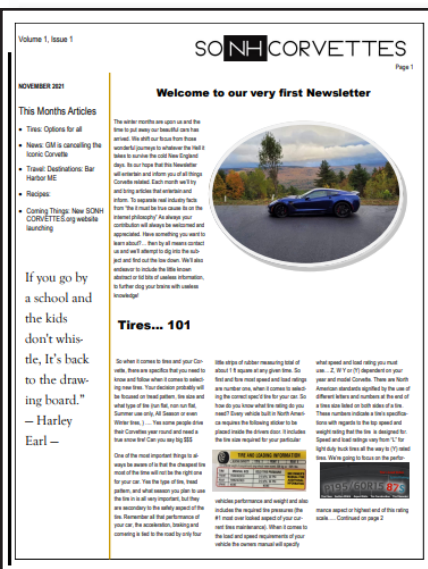 Volume 1, Issue 1
SONHCORVETTES
Page 1
NOVEMBER 2021
This Months Articles
• Tires: Options for all
• News: GM is cancelling the
Iconic Corvette
• Travel: Destinations: Bar
Harbor ME
• Recipes:
• Coming Things: New SONH
CORVETTES.org website
launching
If you go by
a school and
the kids
don't whis-
tle, It's back
to the draw-
ing board."
— Harley
Earl —
Welcome to our very first Newsletter
The winter months are upon us and the
time to put away our beautiful cars has
arrived. We shift our focus from those
wonderful journeys to whatever the Hell it
takes to survive the cold New England
days. Its our hope that this Newsletter
will entertain and inform you of all things
Corvette related. Each month we'll try
and bring articles that entertain and
inform. To separate real industry facts
from "the it must be true cause its on the
internet philosophy" As always your
contribution will always be welcomed and
appreciated. Have something you want to
learn about?... then by all means contact
us and we'll attempt to dig into the sub-
ject and find out the low down. We'll also
endeavor to include the little known
abstract or tid bits of useless information,
to further dog your brains with useless
knowledge!
Tires... 101
So when it comes to tires and your Cor-
vette, there are specifics that you need to
know and follow when it comes to select-
ing new tires. Your decision probably will
be focused on tread pattern, tire size and
what type of tire (run flat, non run flat,
Summer use only, All Season or even
Winter tires, ) .... Yes some people drive
their Corvettes year round and need a
true snow tire! Can you say big $$$
One of the most important things to al-
ways be aware of is that the cheapest tire
most of the time will not be the right one
for your car. Yes the type of tire, tread
pattern, and what season you plan to use
the tire in is all very important, but they
are secondary to the safety aspect of the
tire. Remember all that performance of
your car, the acceleration, braking and
cornering is tied to the road by only four
little strips of rubber measuring total of
about 1 ft square at any given time. So
first and fore most speed and load ratings
are number one, when it comes to select-
ing the correct spec'd tire for your car. So
how do you know what tire rating do you
need? Every vehicle built in North Ameri-
ca requires the following sticker to be
placed inside the drivers door. It includes
the tire size required for your particular
TIRE AND LOADING INFORMATION
vehicles performance and weight and also
includes the required tire pressures (the
#1 most over looked aspect of your cur-
rent tires maintenance). When it comes to
the load and speed requirements of your
vehicle the owners manual will specify
what speed and load rating you must
use... Z, W Y or (Y) dependent on your
year and model Corvette. There are North
American standards signified by the use of
different letters and numbers at the end of
a tires size listed on both sides of a tire.
These numbers indicate a tire's specifica-
tions with regards to the top speed and
weight rating that the tire is designed for.
Speed and load ratings vary from "L" for
light duty truck tires all the way to (Y) rated
tires. We're going to focus on the perfor-
p195/60R15 87S
mance aspect or highest end of this rating
scale..... Continued on page 2